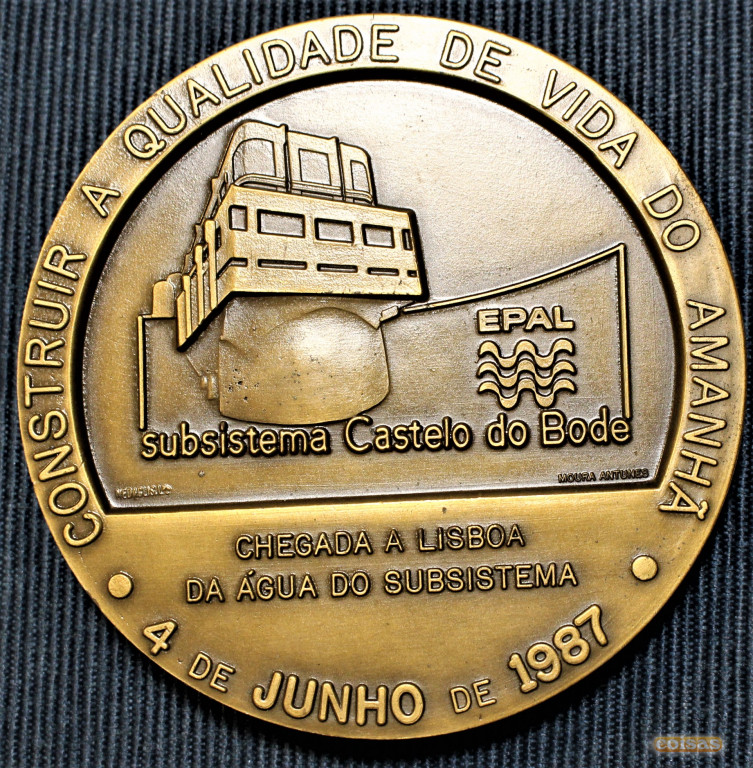 CONSTRUIR A QUALIDADE DE VIDA DO AMANHÃ
EPAL
subsistema Castelo do Bode
MOURA ANTUNES
CHEGADA A LISBOA
DA ÁGUA DO SUBSISTEMA
4 DE JUNHO DE 1987
coisas